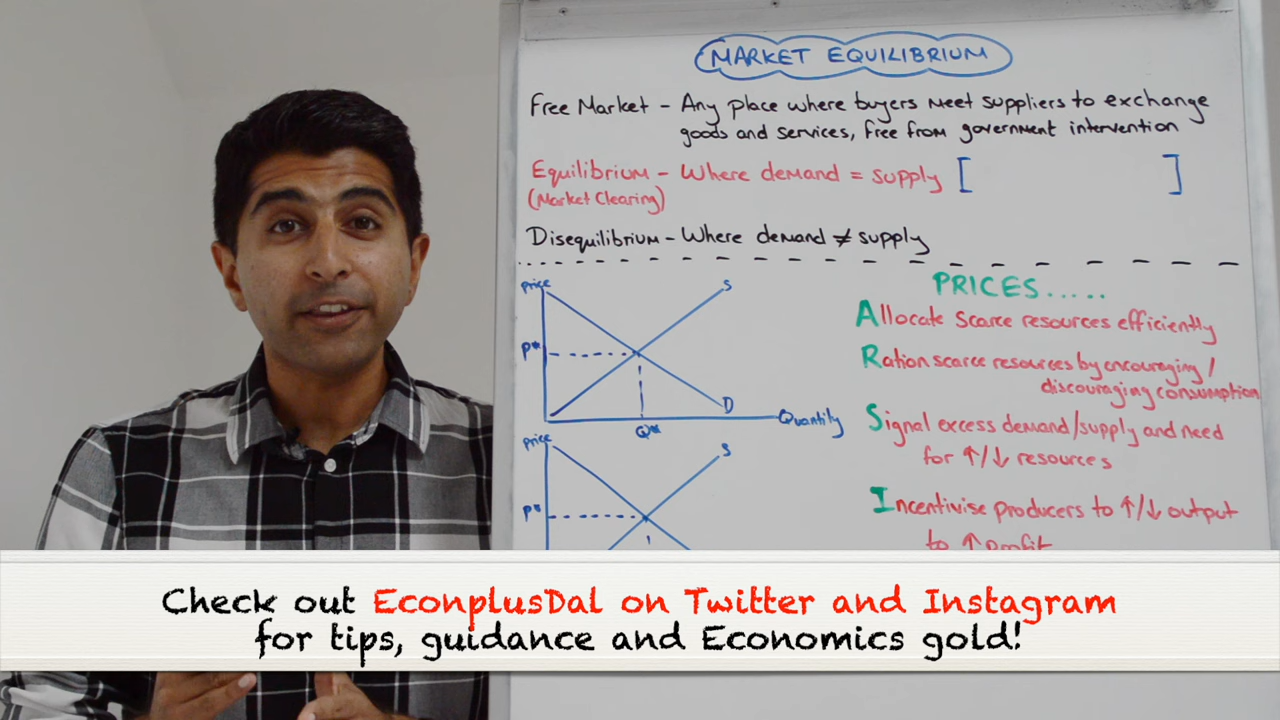 MARKET EQUILIBRIUM
Free Market - Any place where buyers meet suppliers to exchange
goods and services, free from government intervention
Equilibrium - Where demand = supply [ ]
(Market Clearing)
Disequilibrium - Where demand ≠ supply
PRICES.....
Allocate scarce resources efficiently
Ration scarce resources by encouraging/
discouraging consumption
Signal excess demand/supply and need
for ↑/↓ resources
Incentivise producers to ↑/↓ output
to ↑ profit
Price
S
P*
D
Quantity
Q*
Price
S
P*
Check out EconplusDal on Twitter and Instagram
for tips, guidance and Economics gold!